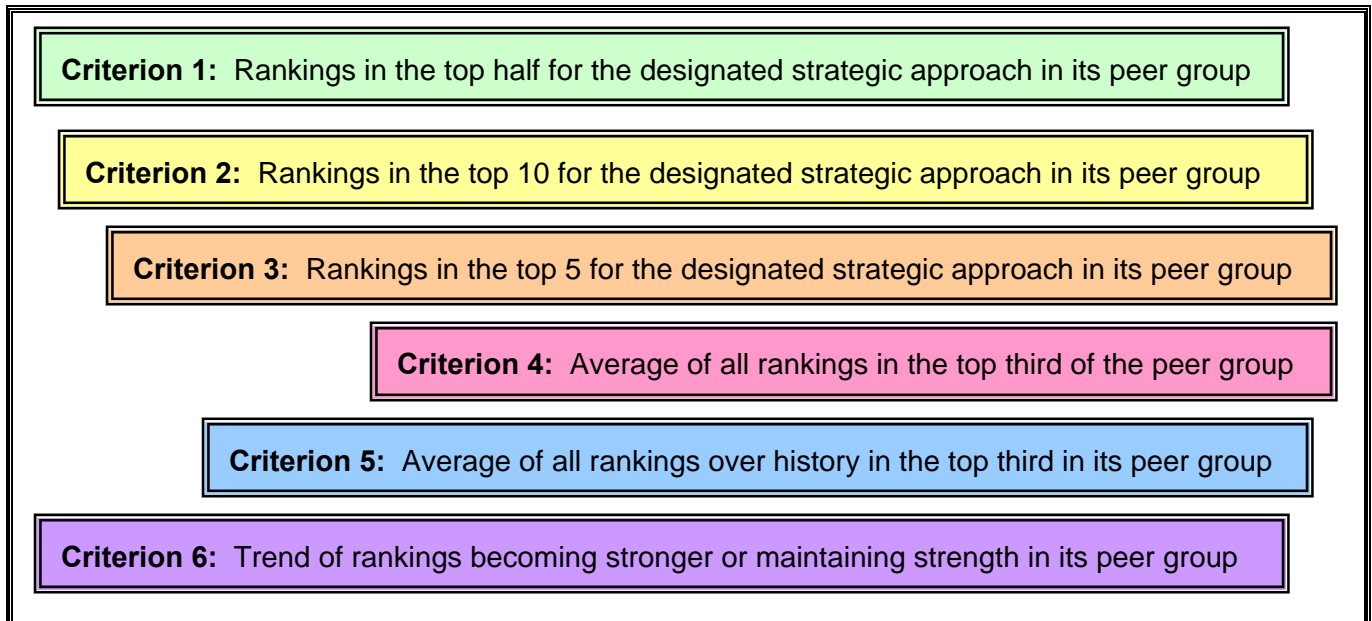 Criterion 1: Rankings in the top half for the designated strategic approach in its peer group
Criterion 2: Rankings in the top 10 for the designated strategic approach in its peer group
Criterion 3: Rankings in the top 5 for the designated strategic approach in its peer group
Criterion 4: Average of all rankings in the top third of the peer group
Criterion 5: Average of all rankings over history in the top third in its peer group
Criterion 6: Trend of rankings becoming stronger or maintaining strength in its peer group